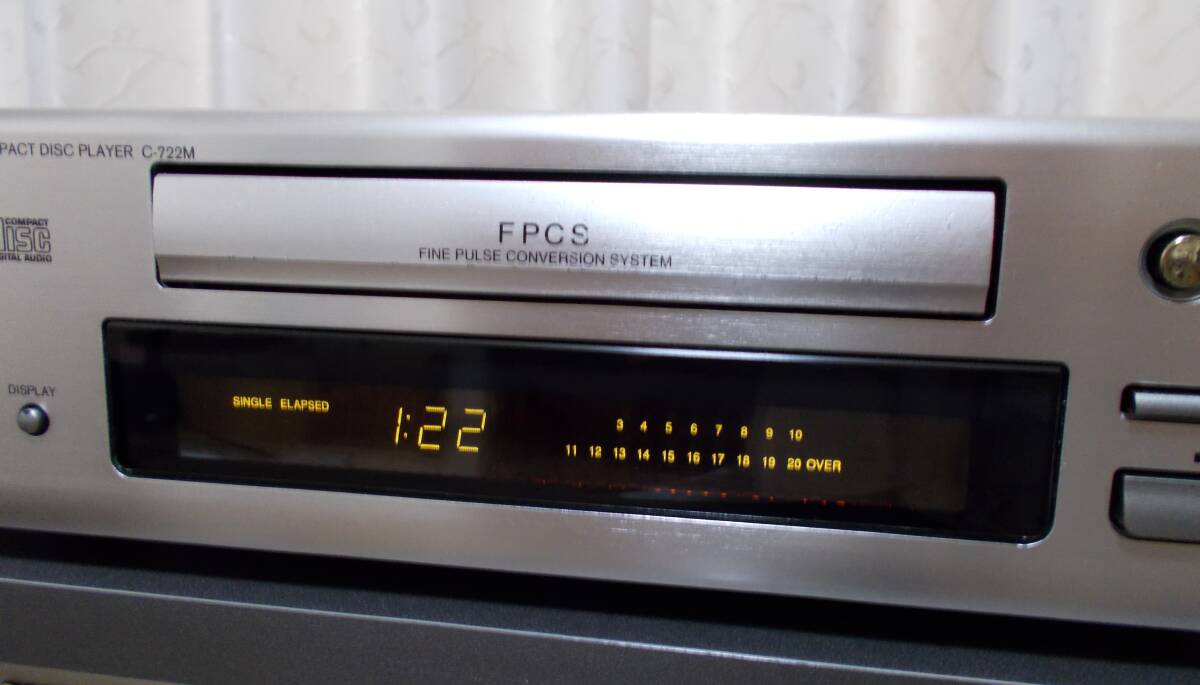 PACT DISC PLAYER C-722M
COMPACT
DISC
DIGITAL AUDIO
FPCS
FINE PULSE CONVERSION SYSTEM
DISPLAY
SINGLE ELAPSED
1:22
3 4 5 6 7 8 9 10
11 12 13 14 15 16 17 18 19 20 OVER